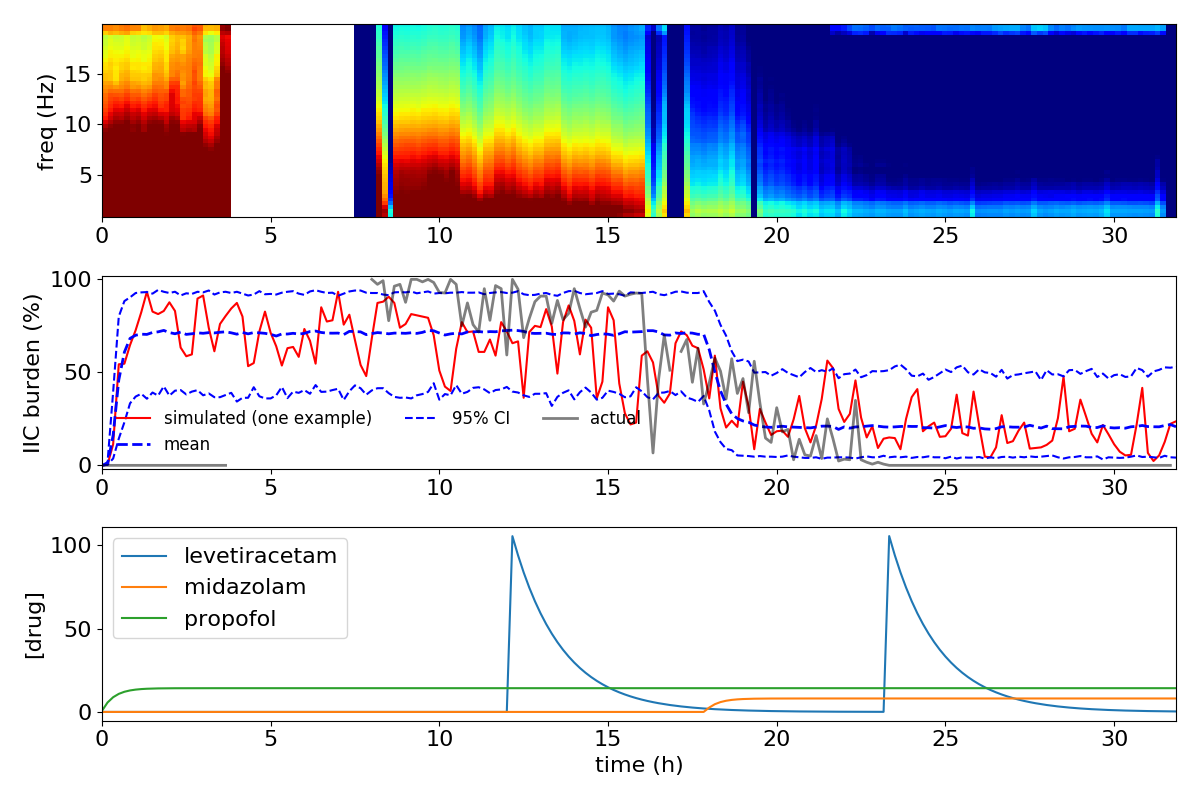 freq (Hz)
15
10
5
0 5 10 15 20 25 30
IIC burden (%)
100
50
0
simulated (one example) 95% CI actual
mean
0 5 10 15 20 25 30
[drug]
100
50
0
levetiracetam
midazolam
propofol
0 5 10 15 20 25 30
time (h)